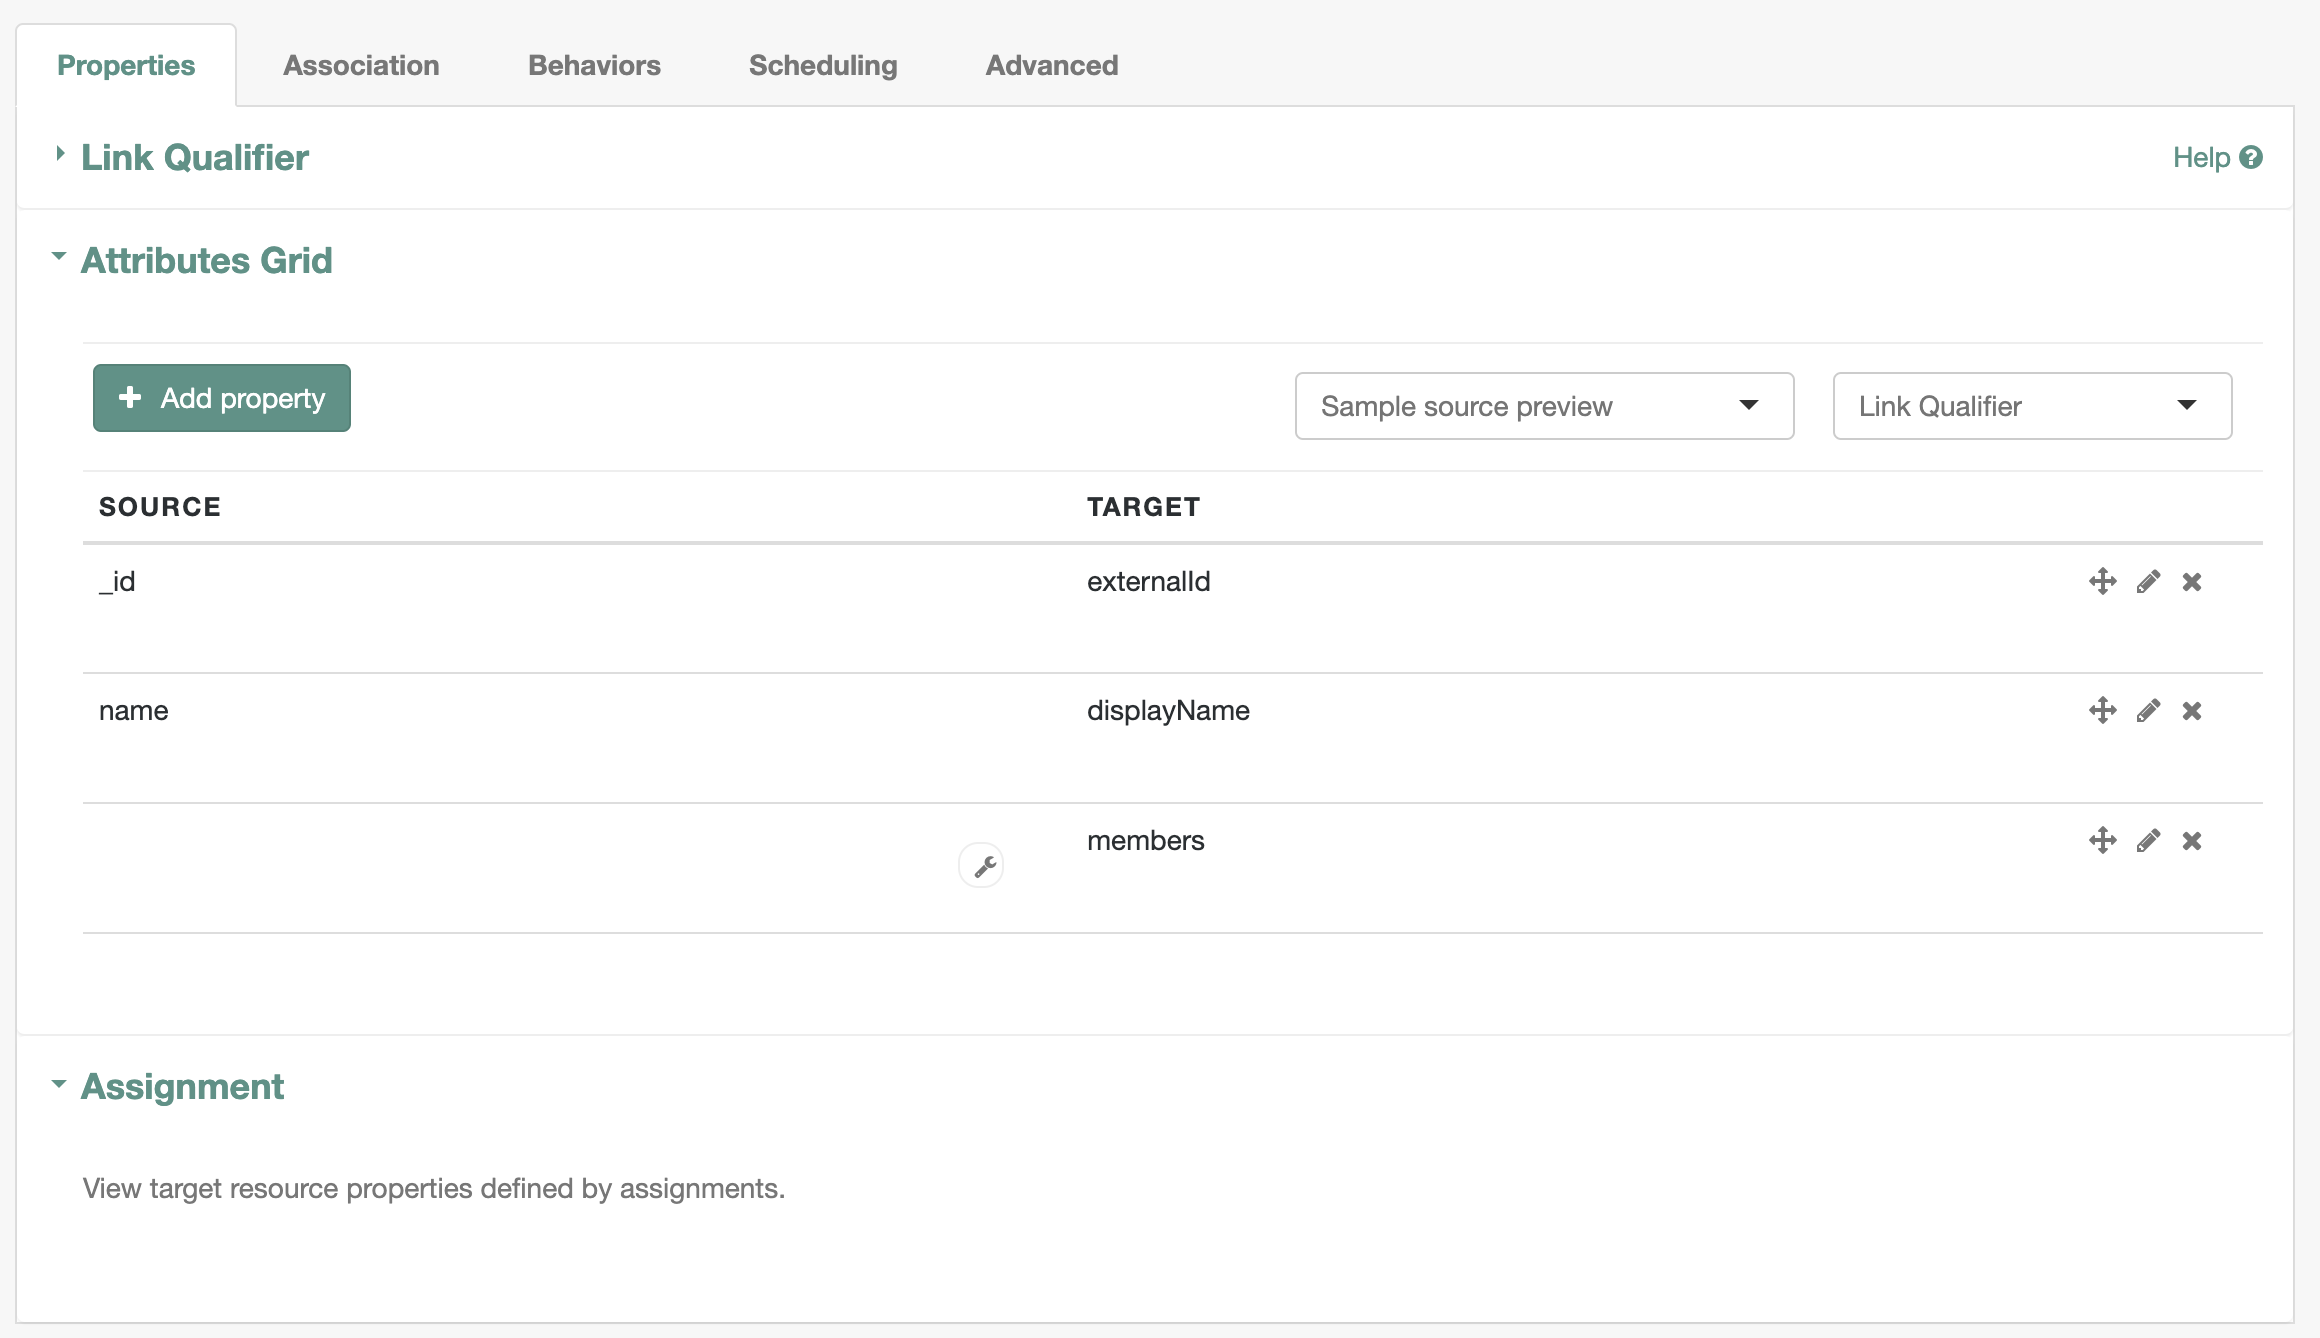 Properties Association Behaviors Scheduling Advanced
Link Qualifier Help ?
Attributes Grid
+ Add property Sample source preview Link Qualifier
SOURCE TARGET
_id externalId
name displayName
members
Assignment
View target resource properties defined by assignments.